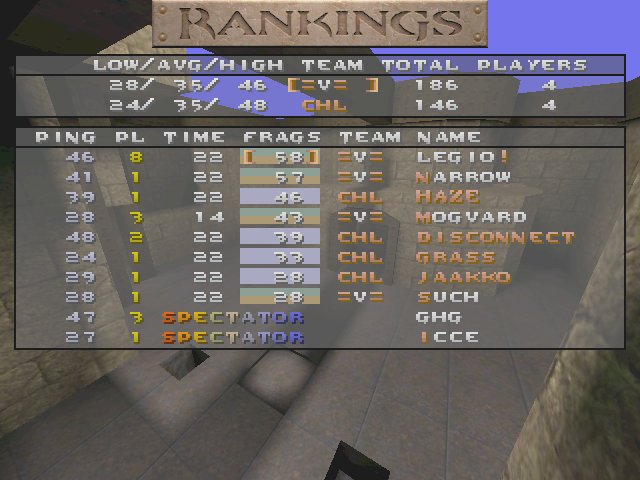 RANKINGS
LOW/AVG/HIGH TEAM TOTAL PLAYERS
28/ 35/ 46 [=V= ] 186 4
24/ 35/ 48 CHL 146 4
PING PL TIME FRAGS TEAM NAME
46 8 22 [ 58] =V= LEGIO!
41 1 22 57 =V= NARROW
39 1 22 46 CHL HAZE
28 3 14 43 =V= MOGVARD
48 2 22 39 CHL DISCONNECT
24 1 22 33 CHL GRASS
29 1 22 28 CHL JAAKKO
28 1 22 28 =V= SUCH
47 3 SPECTATOR GHG
27 1 SPECTATOR ICCE